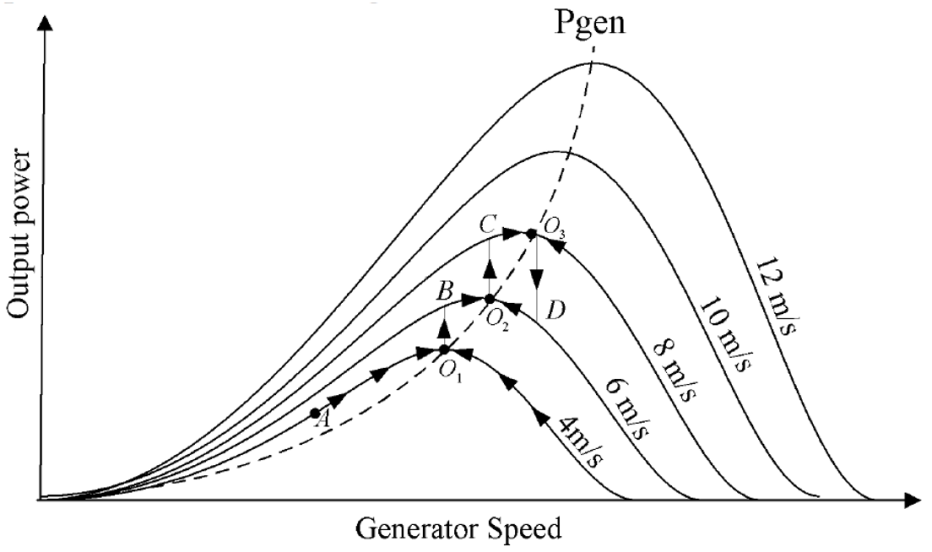 Pgen
Output power
C
O3
B
O2
D
O1
A
12 m/s
10 m/s
8 m/s
6 m/s
4m/s
Generator Speed